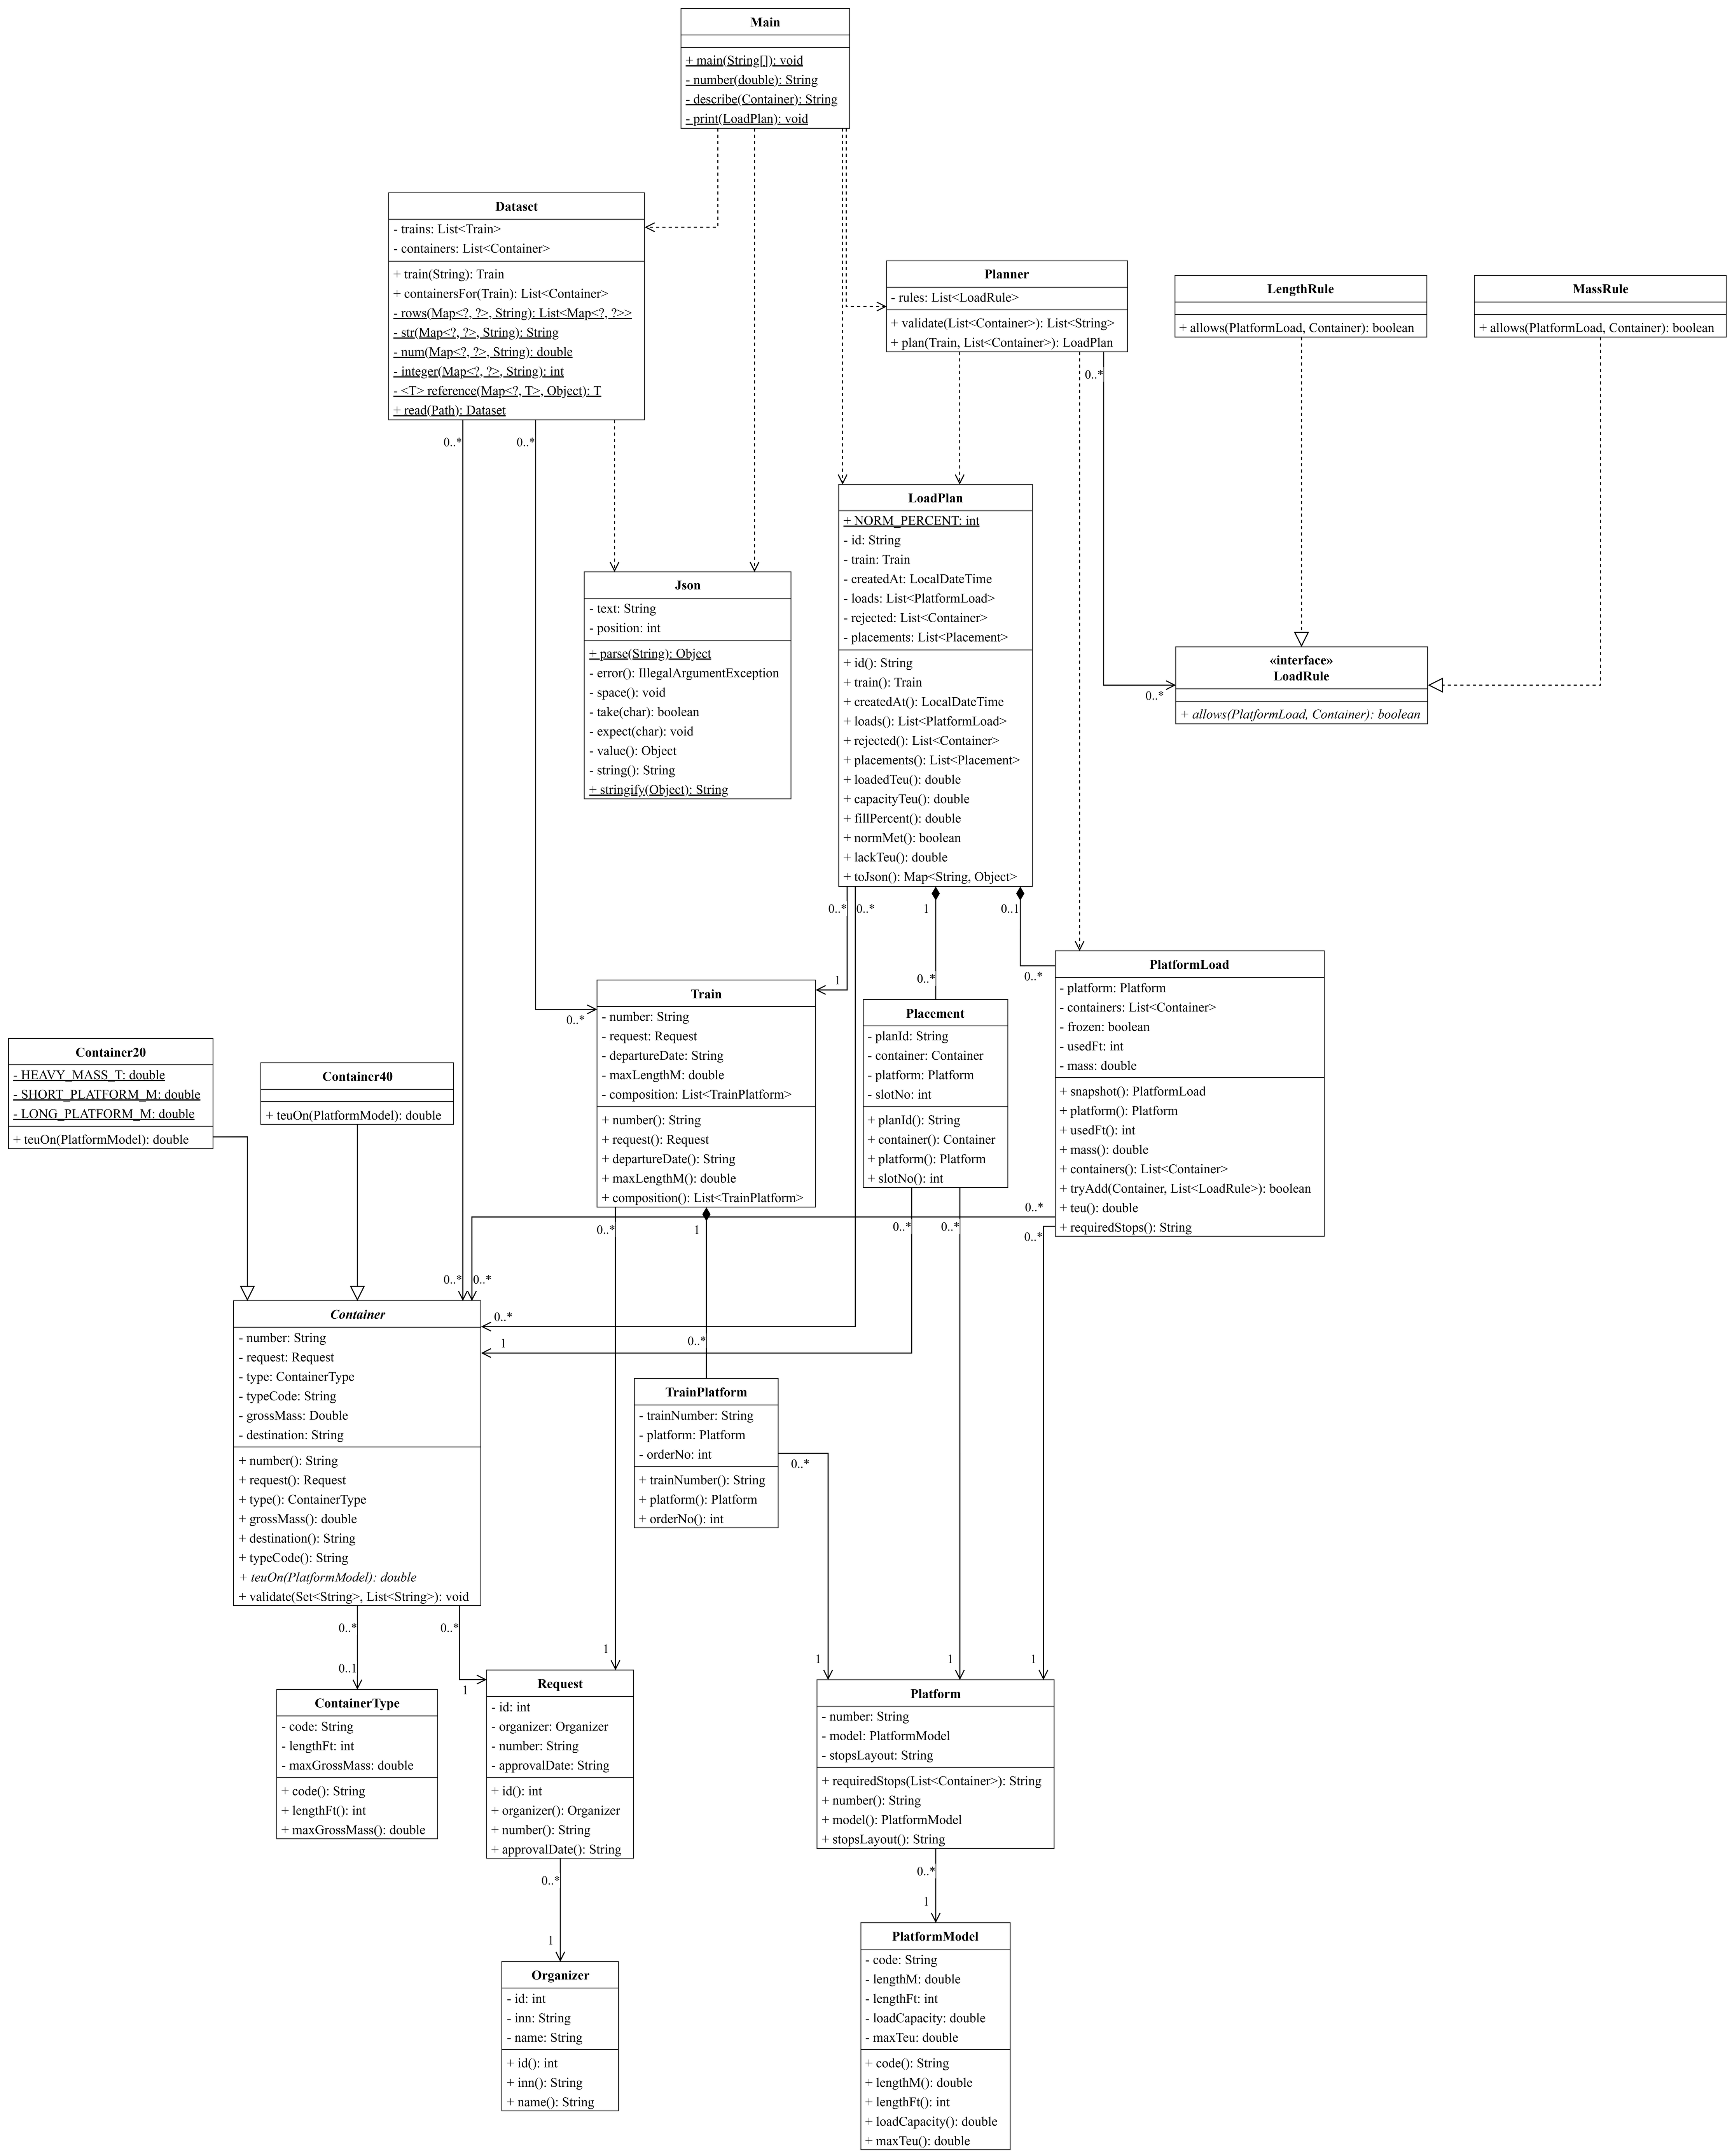 Main
+ main(String[]): void
- number(double): String
- describe(Container): String
- print(LoadPlan): void
Dataset
- trains: List<Train>
- containers: List<Container>
+ train(String): Train
+ containersFor(Train): List<Container>
- rows(Map<?, ?>, String): List<Map<?, ?>>
- str(Map<?, ?>, String): String
- num(Map<?, ?>, String): double
- integer(Map<?, ?>, String): int
- <T> reference(Map<?, T>, Object): T
+ read(Path): Dataset
0..*
0..*
Planner
- rules: List<LoadRule>
+ validate(List<Container>): List<String>
+ plan(Train, List<Container>): LoadPlan
0..*
LengthRule
+ allows(PlatformLoad, Container): boolean
MassRule
+ allows(PlatformLoad, Container): boolean
LoadPlan
+ NORM_PERCENT: int
- id: String
- train: Train
- createdAt: LocalDateTime
- loads: List<PlatformLoad>
- rejected: List<Container>
- placements: List<Placement>
+ id(): String
+ train(): Train
+ createdAt(): LocalDateTime
+ loads(): List<PlatformLoad>
+ rejected(): List<Container>
+ placements(): List<Placement>
+ loadedTeu(): double
+ capacityTeu(): double
+ fillPercent(): double
+ normMet(): boolean
+ lackTeu(): double
+ toJson(): Map<String, Object>
0..*
0..*
1
0..1
Json
- text: String
- position: int
+ parse(String): Object
- error(): IllegalArgumentException
- space(): void
- take(char): boolean
- expect(char): void
- value(): Object
- string(): String
+ stringify(Object): String
«interface»
LoadRule
+ allows(PlatformLoad, Container): boolean
0..*
0..*
1
0..*
0..*
Train
- number: String
- request: Request
- departureDate: String
- maxLengthM: double
- composition: List<TrainPlatform>
+ number(): String
+ request(): Request
+ departureDate(): String
+ maxLengthM(): double
+ composition(): List<TrainPlatform>
0..*
1
Placement
- planId: String
- container: Container
- platform: Platform
- slotNo: int
+ planId(): String
+ container(): Container
+ platform(): Platform
+ slotNo(): int
0..*
0..*
PlatformLoad
- platform: Platform
- containers: List<Container>
- frozen: boolean
- usedFt: int
- mass: double
+ snapshot(): PlatformLoad
+ platform(): Platform
+ usedFt(): int
+ mass(): double
+ containers(): List<Container>
+ tryAdd(Container, List<LoadRule>): boolean
+ teu(): double
+ requiredStops(): String
0..*
0..*
Container20
- HEAVY_MASS_T: double
- SHORT_PLATFORM_M: double
- LONG_PLATFORM_M: double
+ teuOn(PlatformModel): double
Container40
+ teuOn(PlatformModel): double
0..*
0..*
0..*
1
0..*
Container
- number: String
- request: Request
- type: ContainerType
- typeCode: String
- grossMass: Double
- destination: String
+ number(): String
+ request(): Request
+ type(): ContainerType
+ grossMass(): double
+ destination(): String
+ typeCode(): String
+ teuOn(PlatformModel): double
+ validate(Set<String>, List<String>): void
0..*
0..*
TrainPlatform
- trainNumber: String
- platform: Platform
- orderNo: int
+ trainNumber(): String
+ platform(): Platform
+ orderNo(): int
0..*
0..1
1
1
1
1
1
ContainerType
- code: String
- lengthFt: int
- maxGrossMass: double
+ code(): String
+ lengthFt(): int
+ maxGrossMass(): double
Request
- id: int
- organizer: Organizer
- number: String
- approvalDate: String
+ id(): int
+ organizer(): Organizer
+ number(): String
+ approvalDate(): String
0..*
1
Platform
- number: String
- model: PlatformModel
- stopsLayout: String
+ requiredStops(List<Container>): String
+ number(): String
+ model(): PlatformModel
+ stopsLayout(): String
0..*
1
Organizer
- id: int
- inn: String
- name: String
+ id(): int
+ inn(): String
+ name(): String
PlatformModel
- code: String
- lengthM: double
- lengthFt: int
- loadCapacity: double
- maxTeu: double
+ code(): String
+ lengthM(): double
+ lengthFt(): int
+ loadCapacity(): double
+ maxTeu(): double